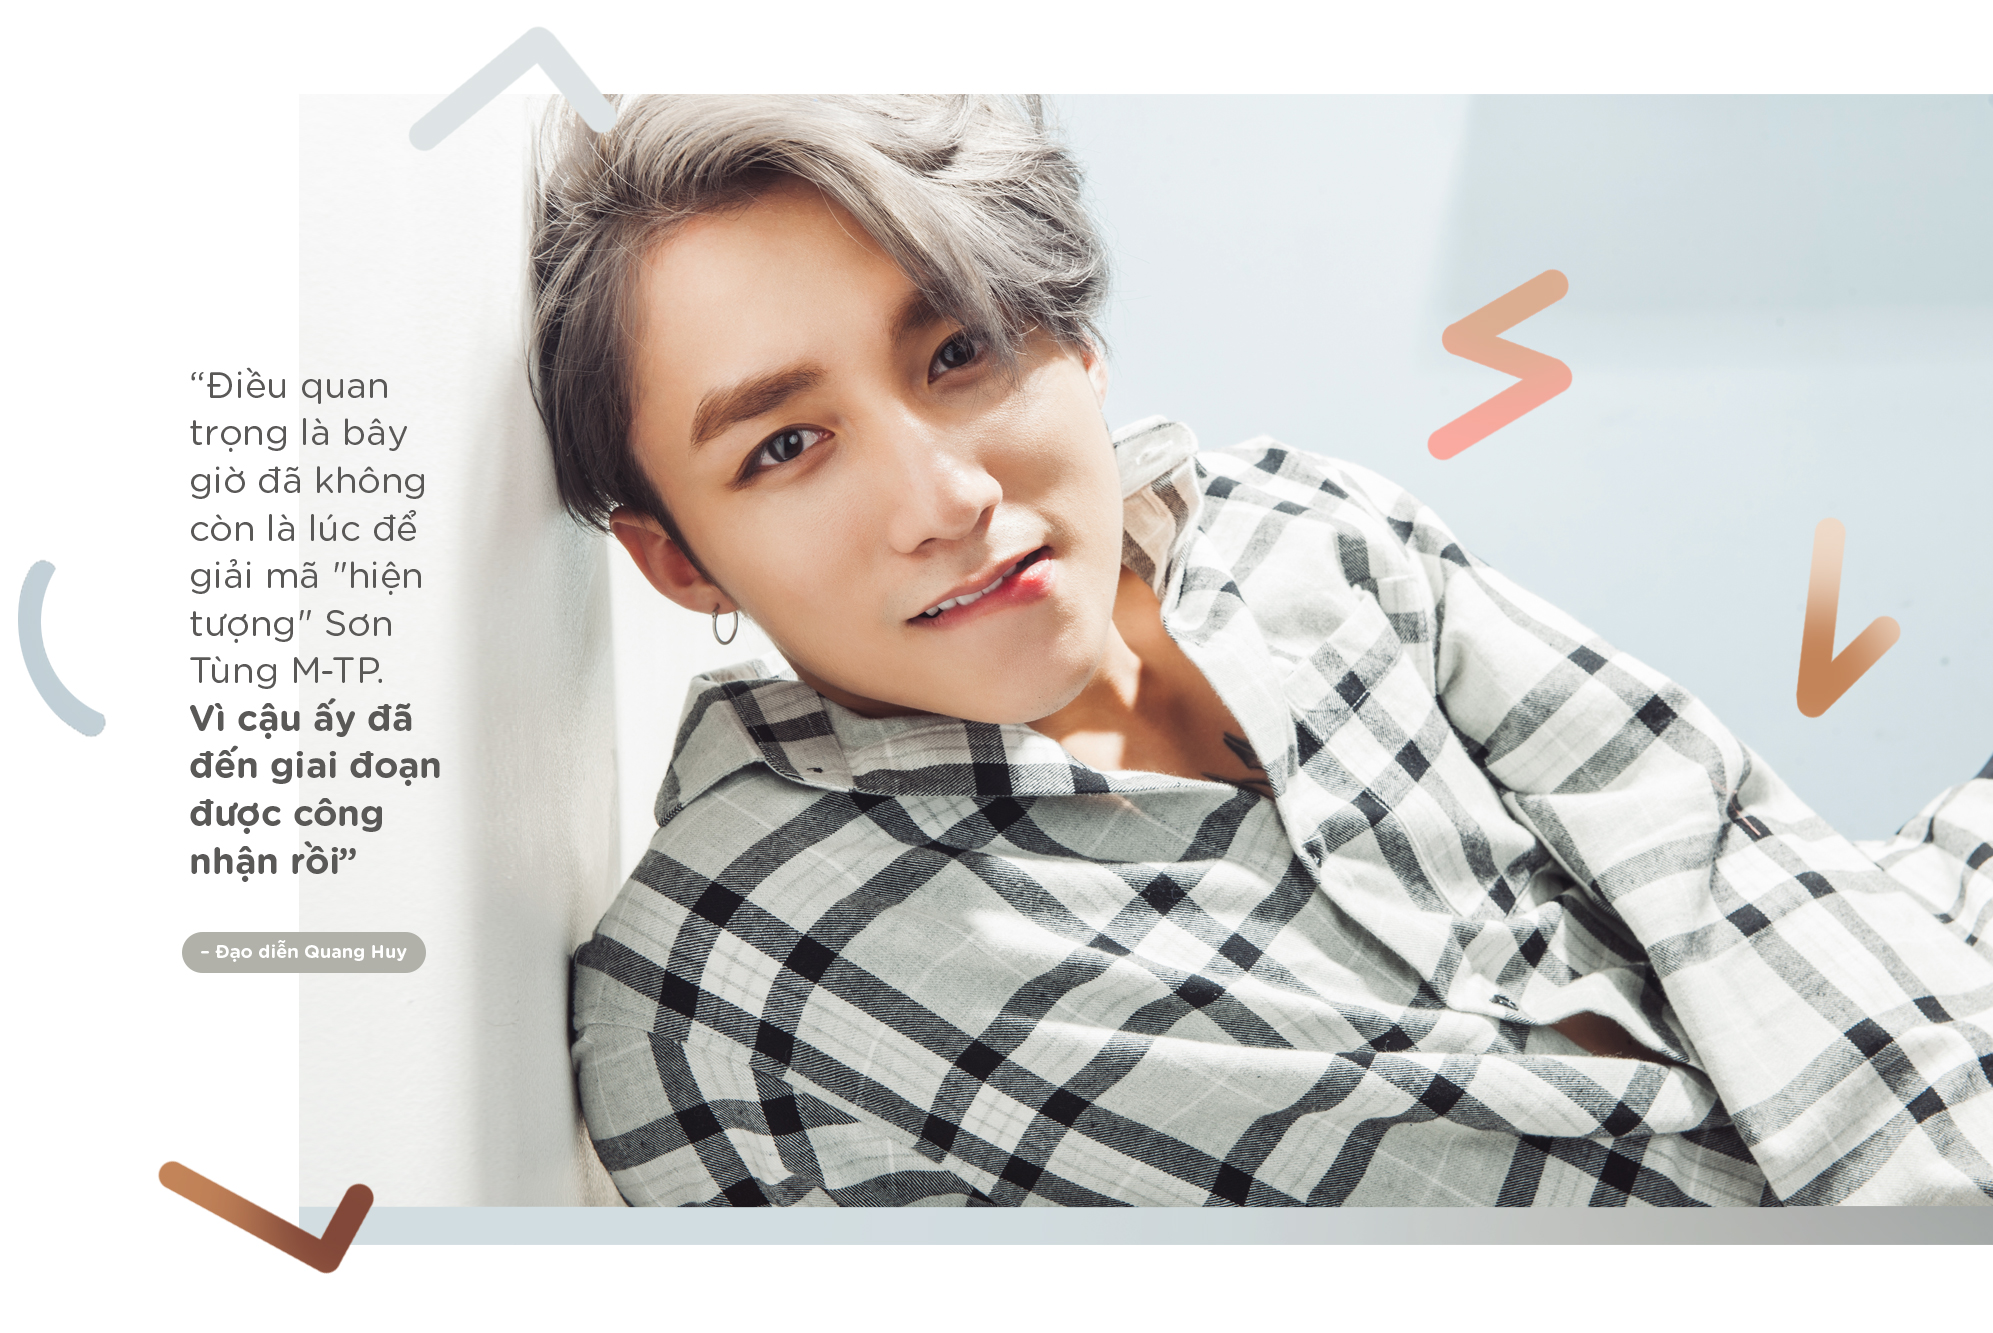 “Điều quan
trọng là bây
giờ đã không
còn là lúc để
giải mã "hiện
tượng" Sơn
Tùng M-TP.
Vì cậu ấy đã
đến giai đoạn
được công
nhận rồi”
– Đạo diễn Quang Huy